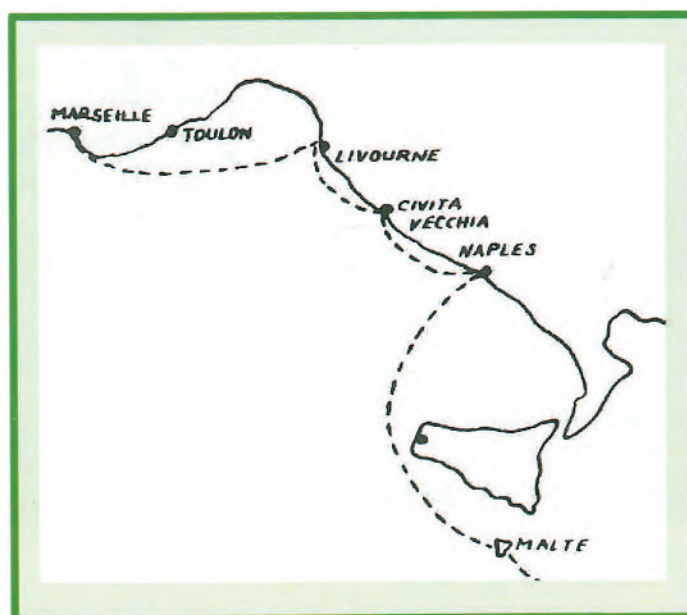 MARSEILLE
TOULON
LIVOURNE
CIVITA
VECCHIA
NAPLES
MALTE